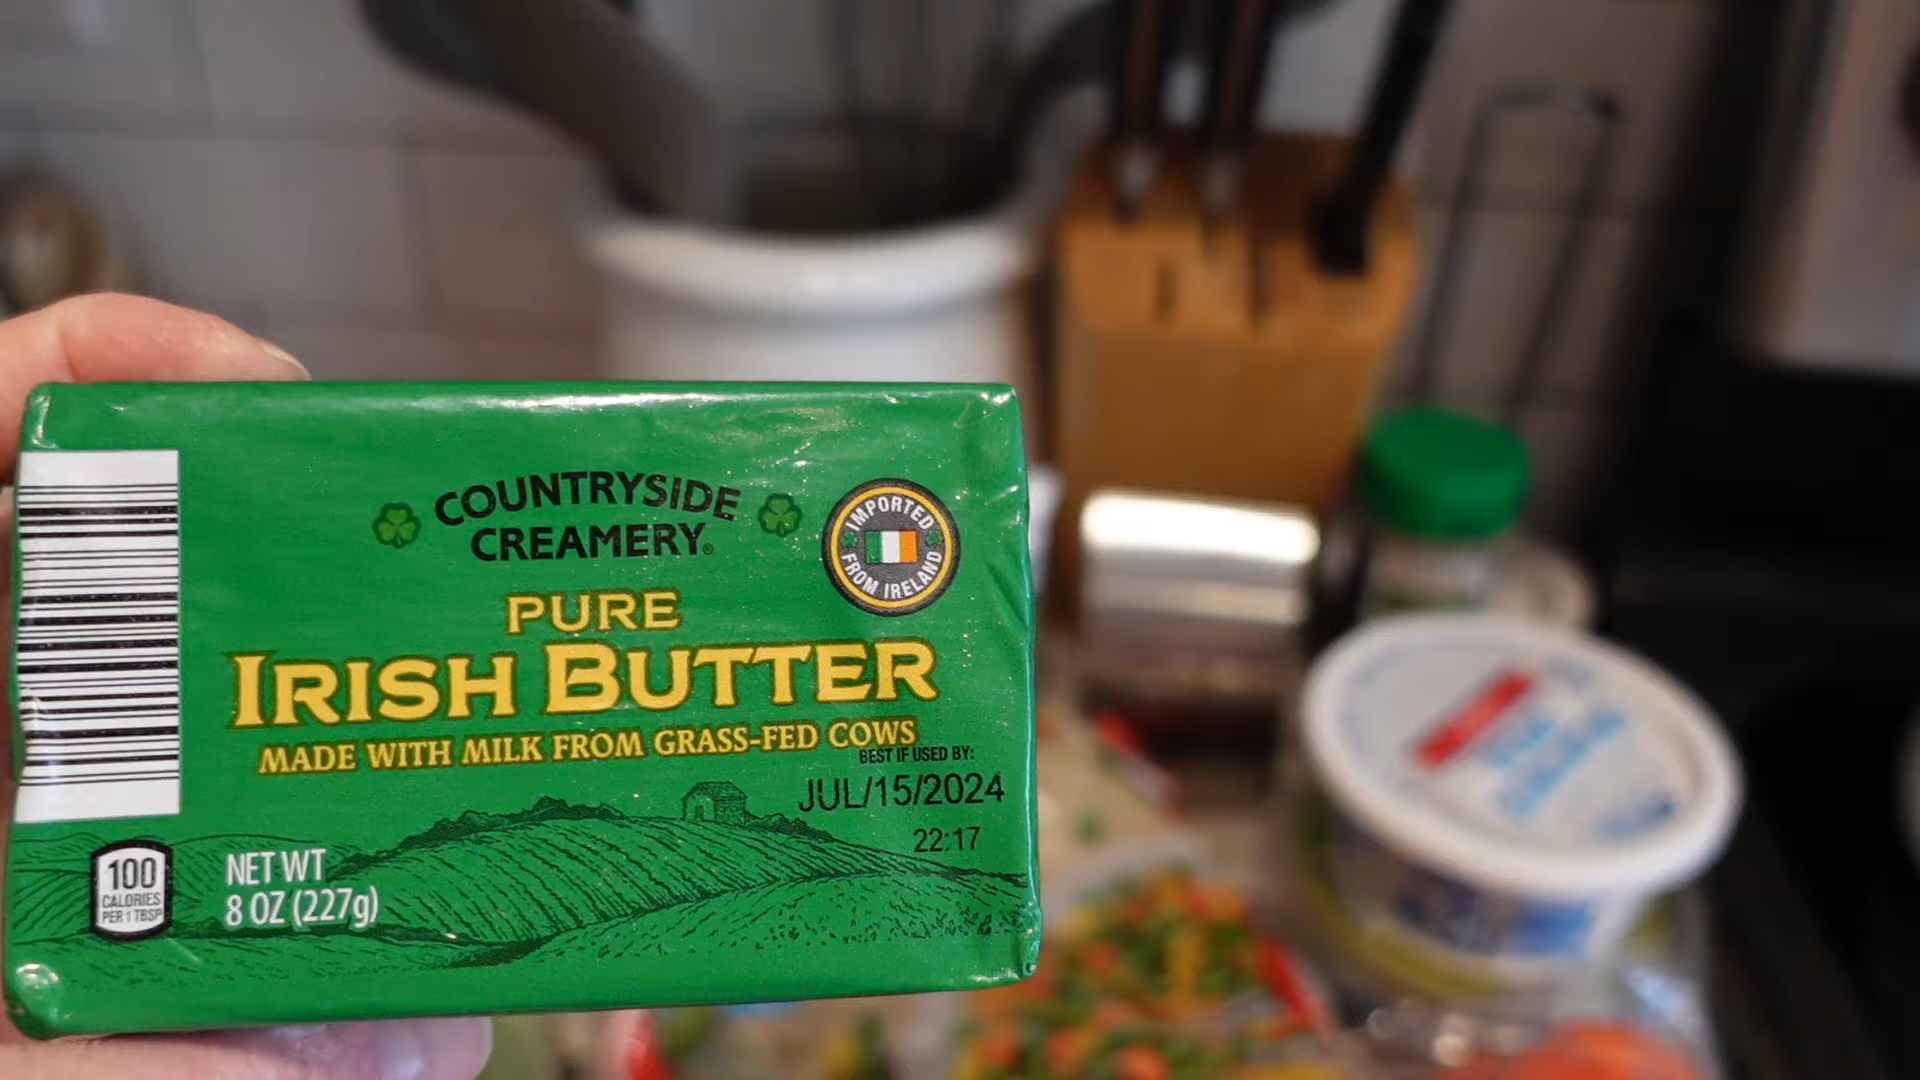 COUNTRYSIDE
CREAMERY®
IMPORTED
FROM IRELAND
PURE
IRISH BUTTER
MADE WITH MILK FROM GRASS-FED COWS
BEST IF USED BY:
JUL/15/2024
22:17
100
CALORIES
PER 1 TBSP
NET WT
8 OZ (227g)